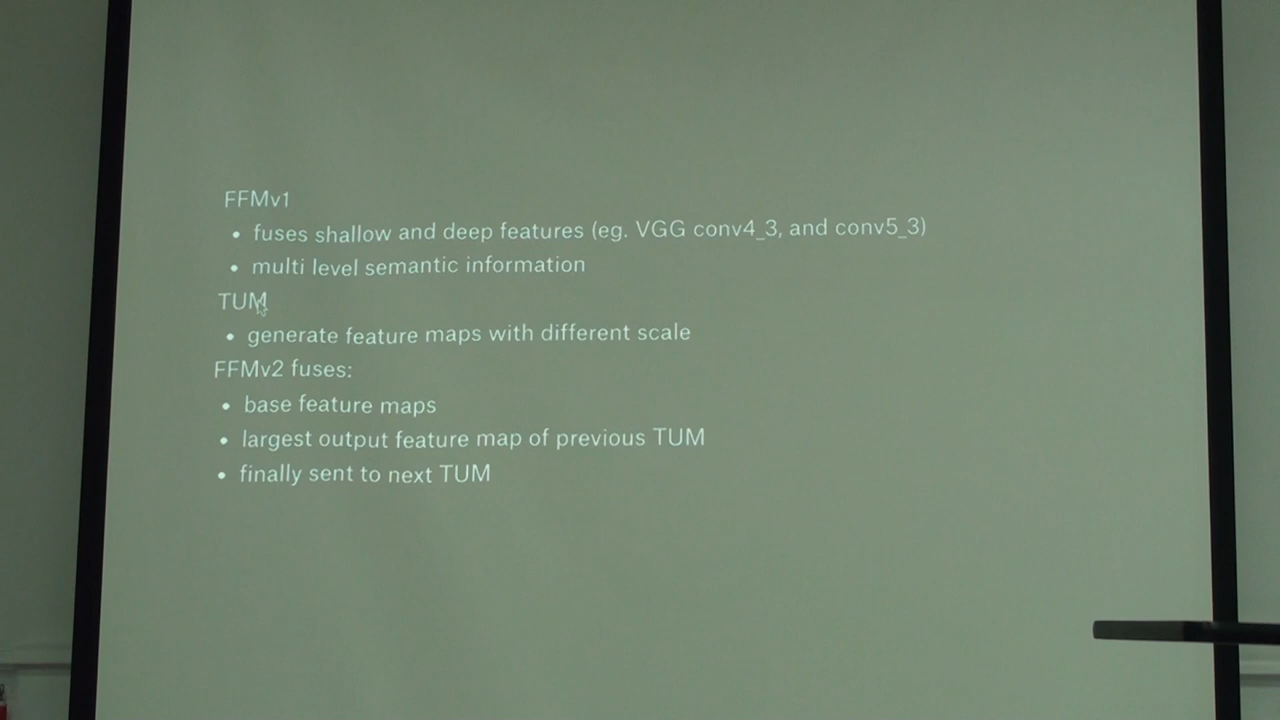 FFMv1
• fuses shallow and deep features (eg. VGG conv4_3, and conv5_3)
• multi level semantic information
TUM
• generate feature maps with different scale
FFMv2 fuses:
• base feature maps
• largest output feature map of previous TUM
• finally sent to next TUM